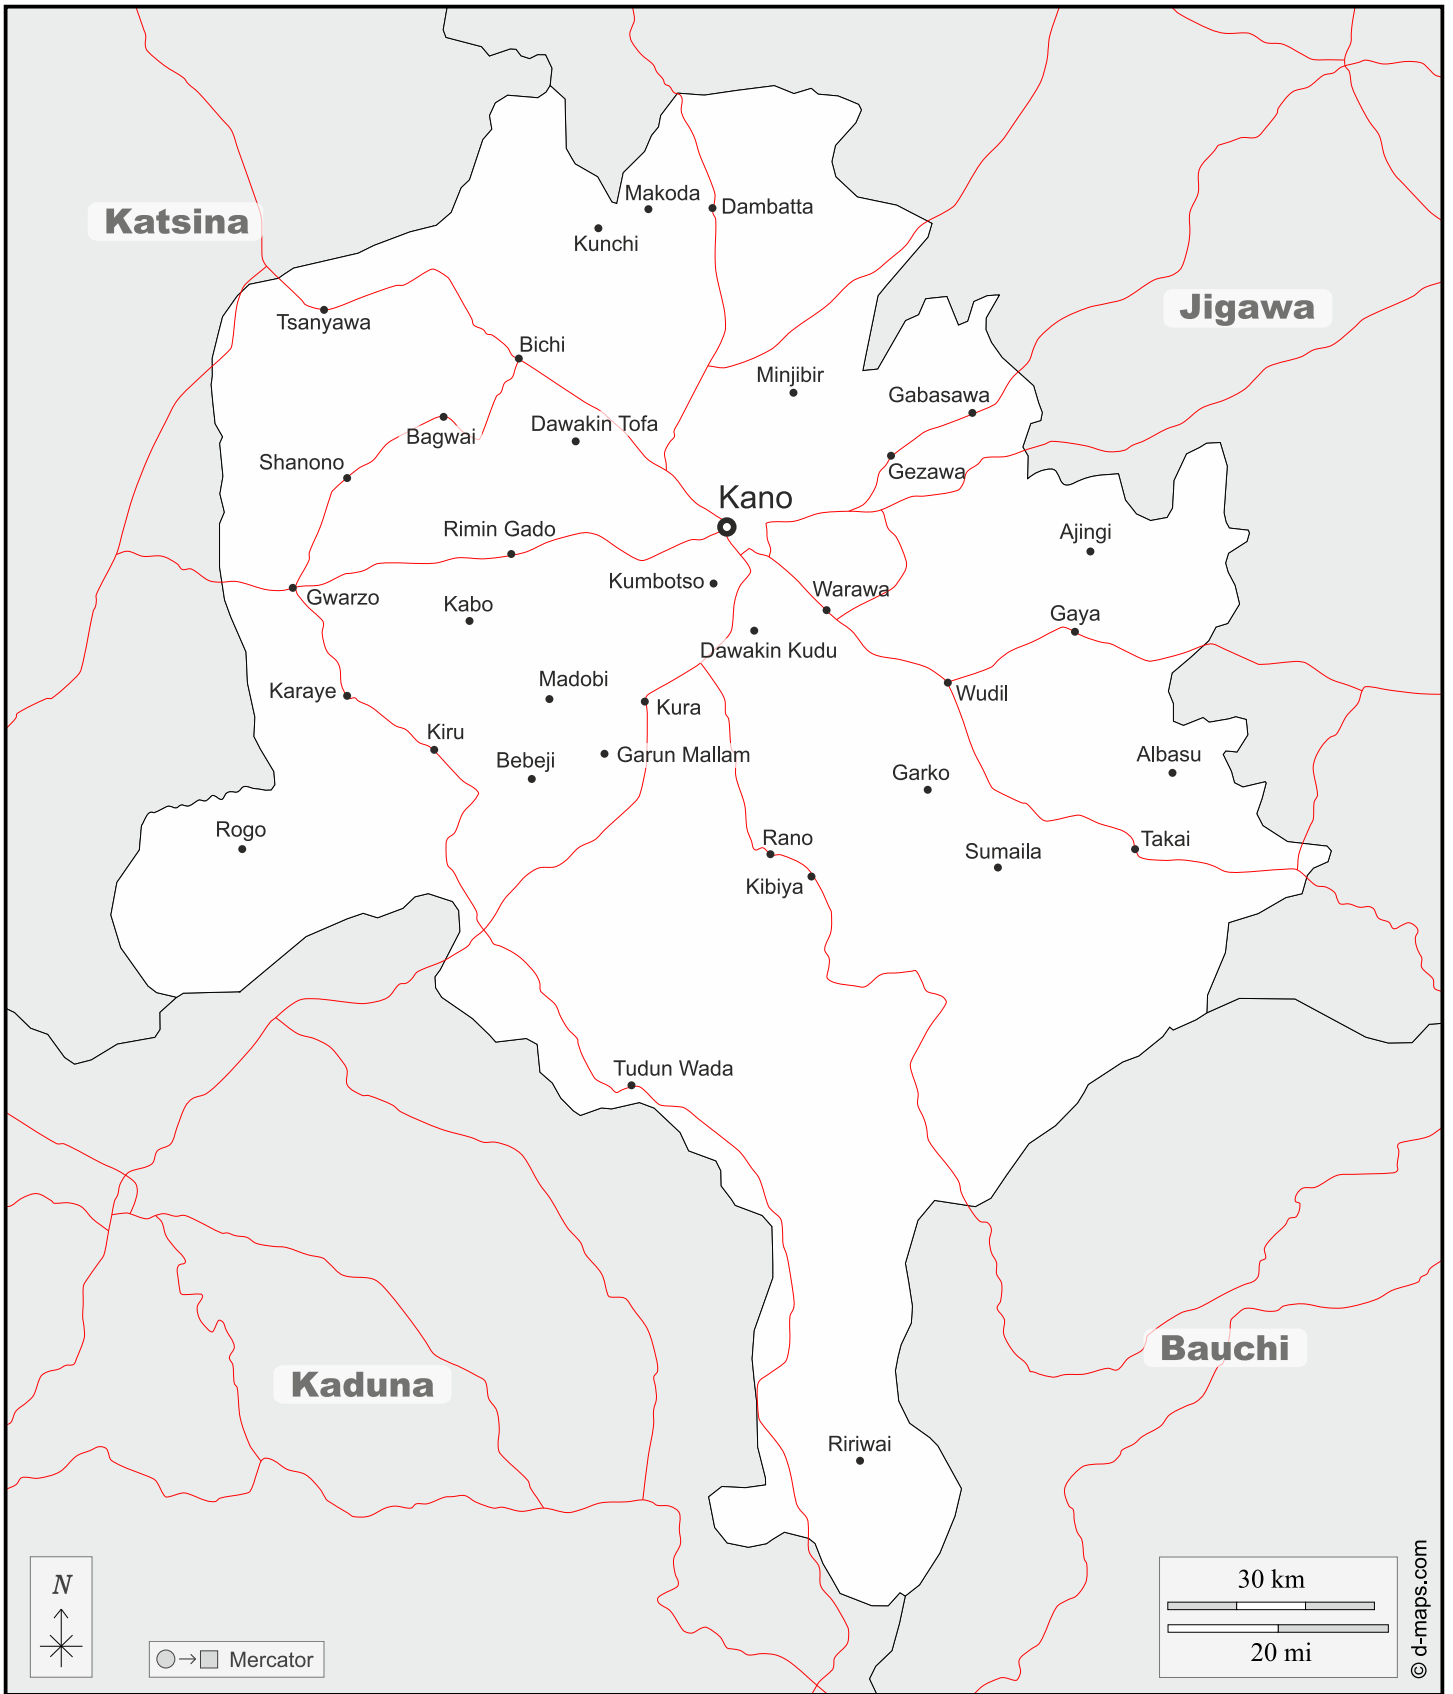 Makoda
Dambatta
Katsina
Kunchi
Jigawa
Tsanyawa
Bichi
Minjibir
Gabasawa
Dawakin Tofa
Bagwai
Shanono
Gezawa
Kano
Rimin Gado
Ajingi
Kumbotso
Warawa
Gwarzo
Kabo
Gaya
Dawakin Kudu
Madobi
Karaye
Wudil
Kura
Kiru
Garun Mallam
Albasu
Bebeji
Garko
Rogo
Rano
Takai
Sumaila
Kibiya
Tudun Wada
Bauchi
Kaduna
Ririwai
N
30 km
20 mi
Mercator
© d-maps.com